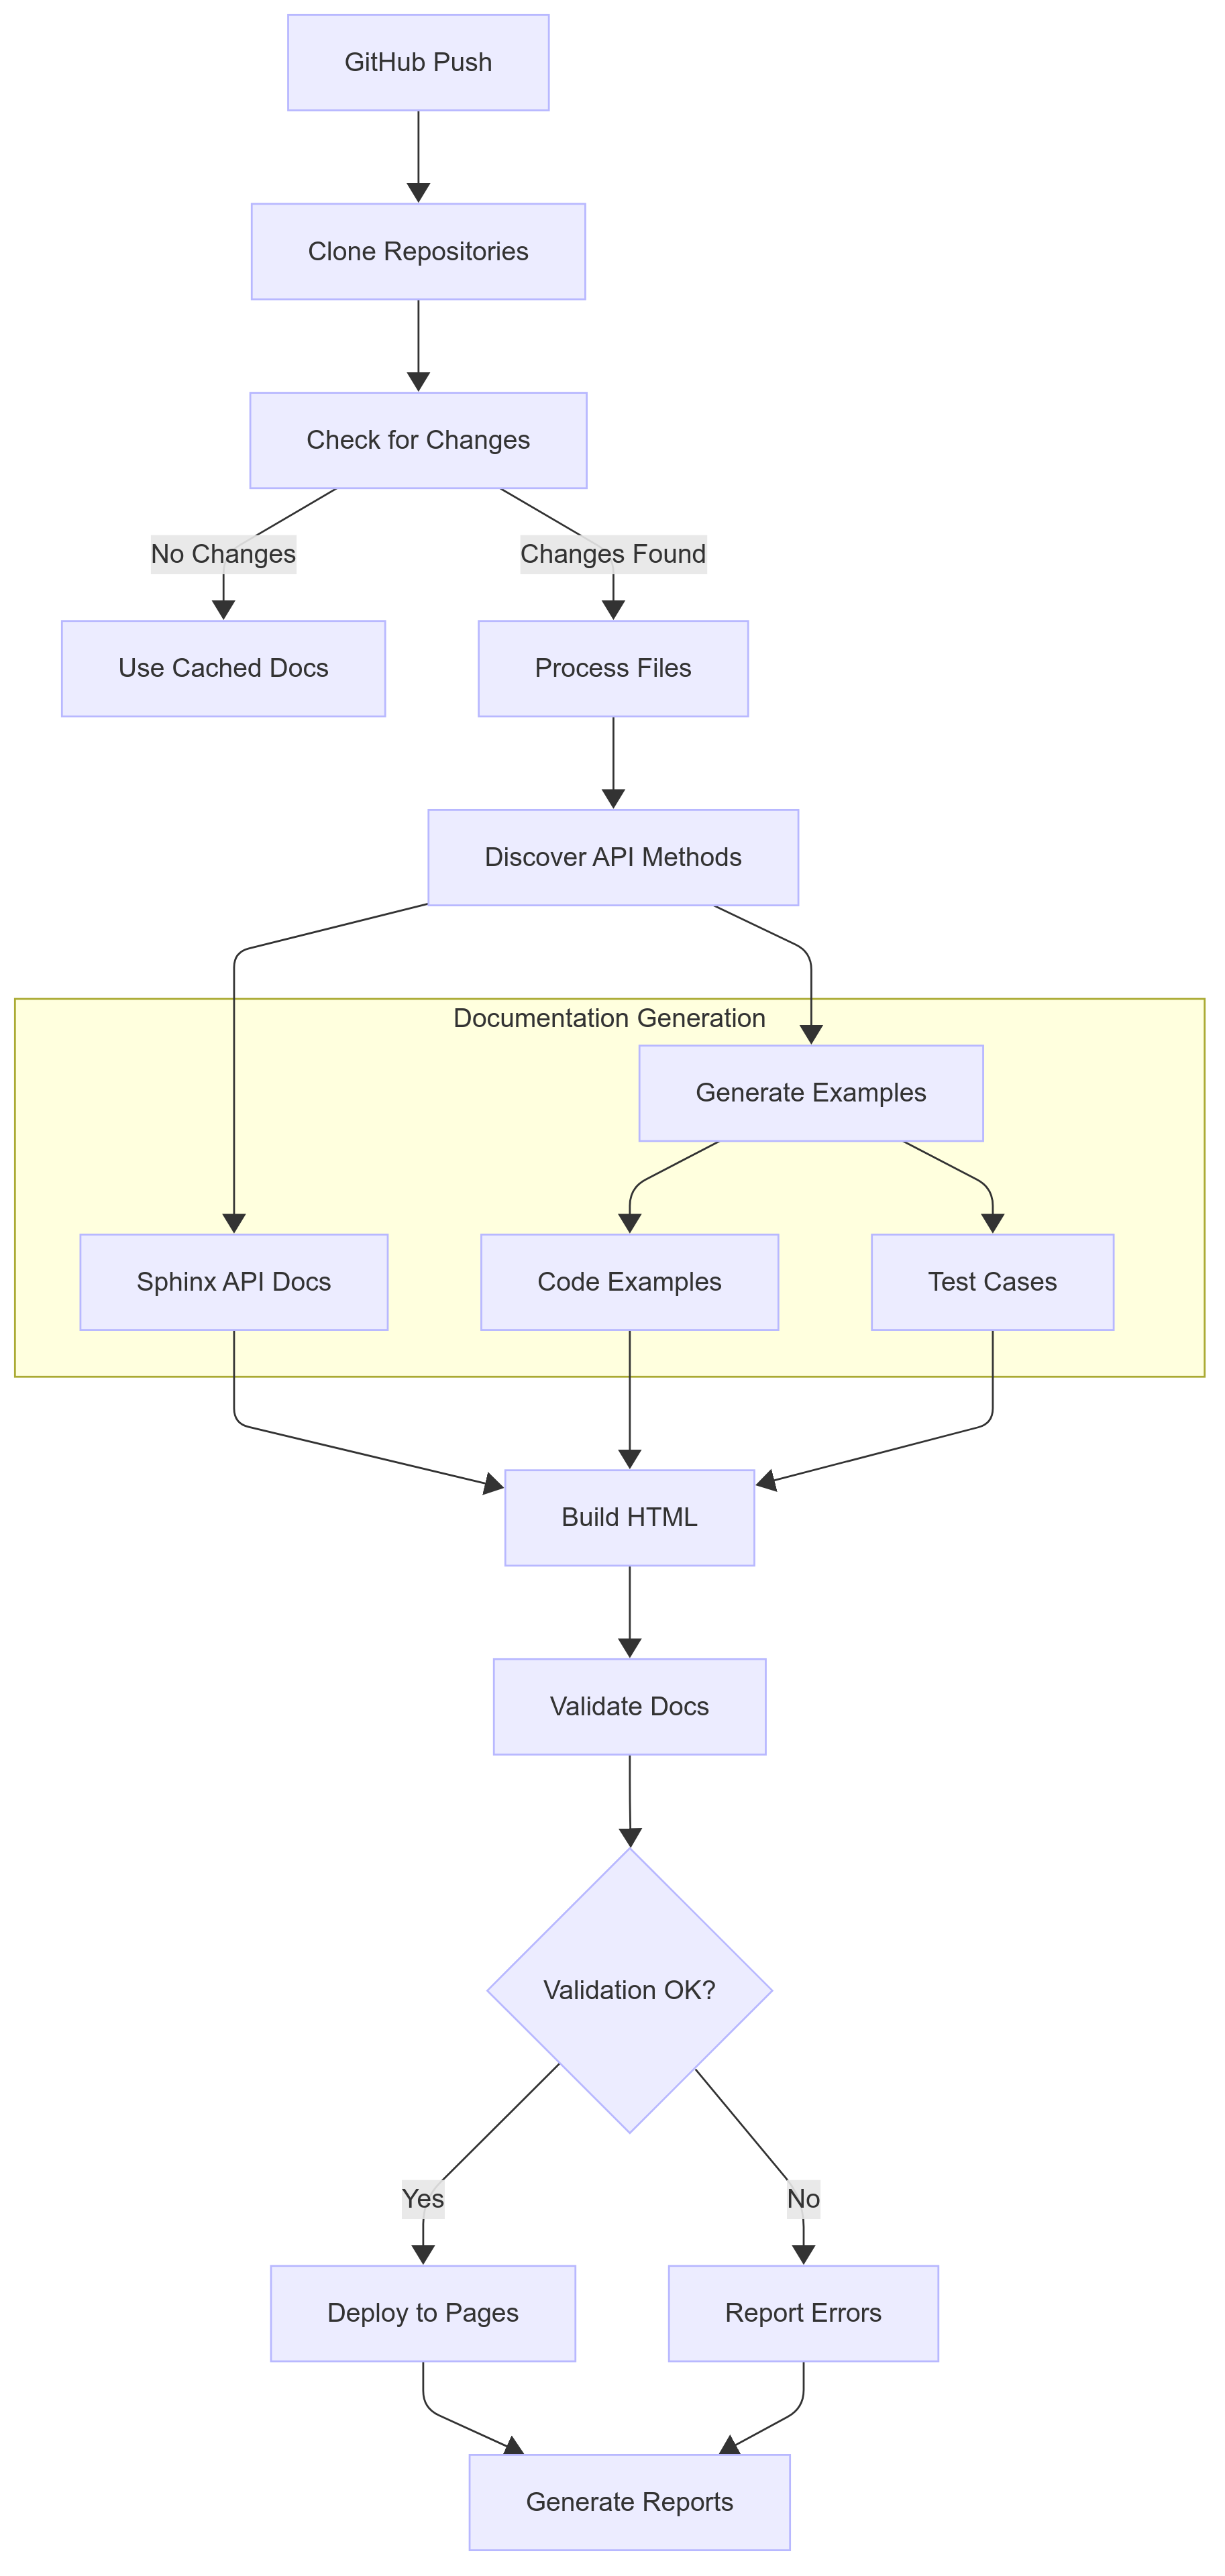 GitHub Push
Clone Repositories
Check for Changes
No Changes
Changes Found
Use Cached Docs
Process Files
Discover API Methods
Documentation Generation
Generate Examples
Sphinx API Docs
Code Examples
Test Cases
Build HTML
Validate Docs
Validation OK?
Yes
No
Deploy to Pages
Report Errors
Generate Reports